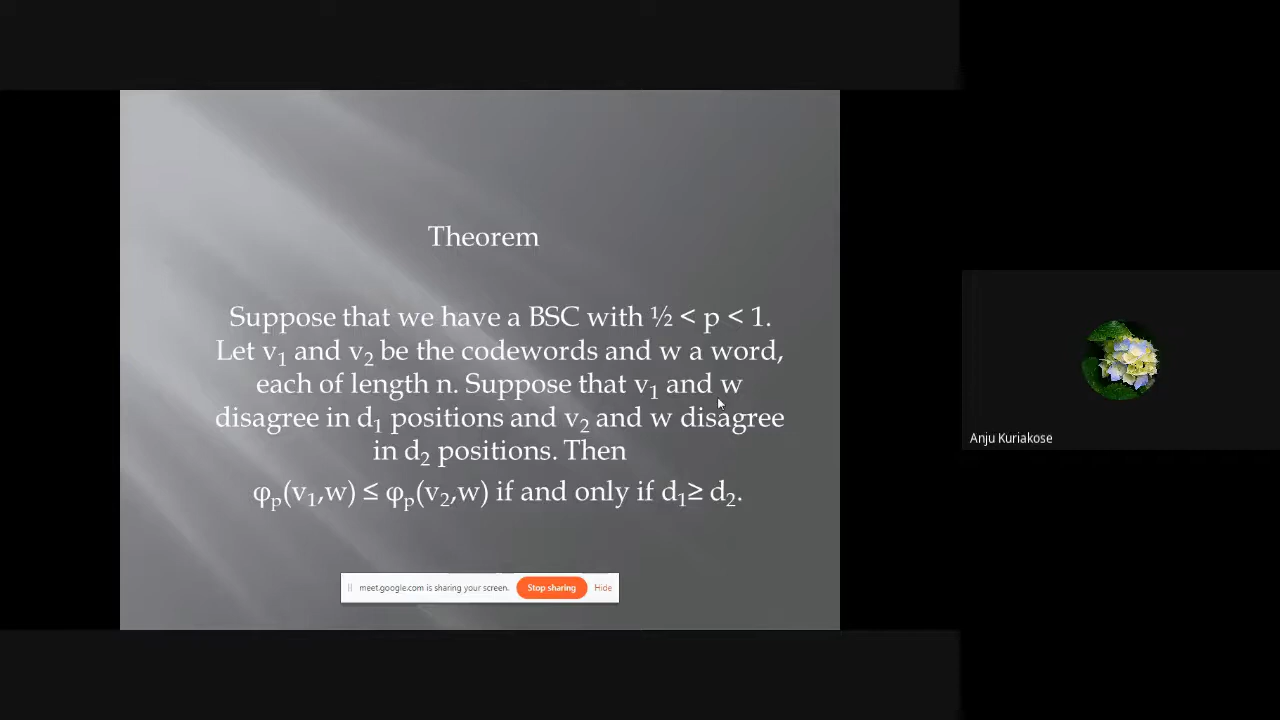 Theorem
Suppose that we have a BSC with ½ < p < 1.
Let v₁ and v₂ be the codewords and w a word,
each of length n. Suppose that v₁ and w
disagree in d₁ positions and v₂ and w disagree
in d₂ positions. Then
φₚ(v₁,w) ≤ φₚ(v₂,w) if and only if d₁≥ d₂.
meet.google.com is sharing your screen. Stop sharing Hide
Anju Kuriakose